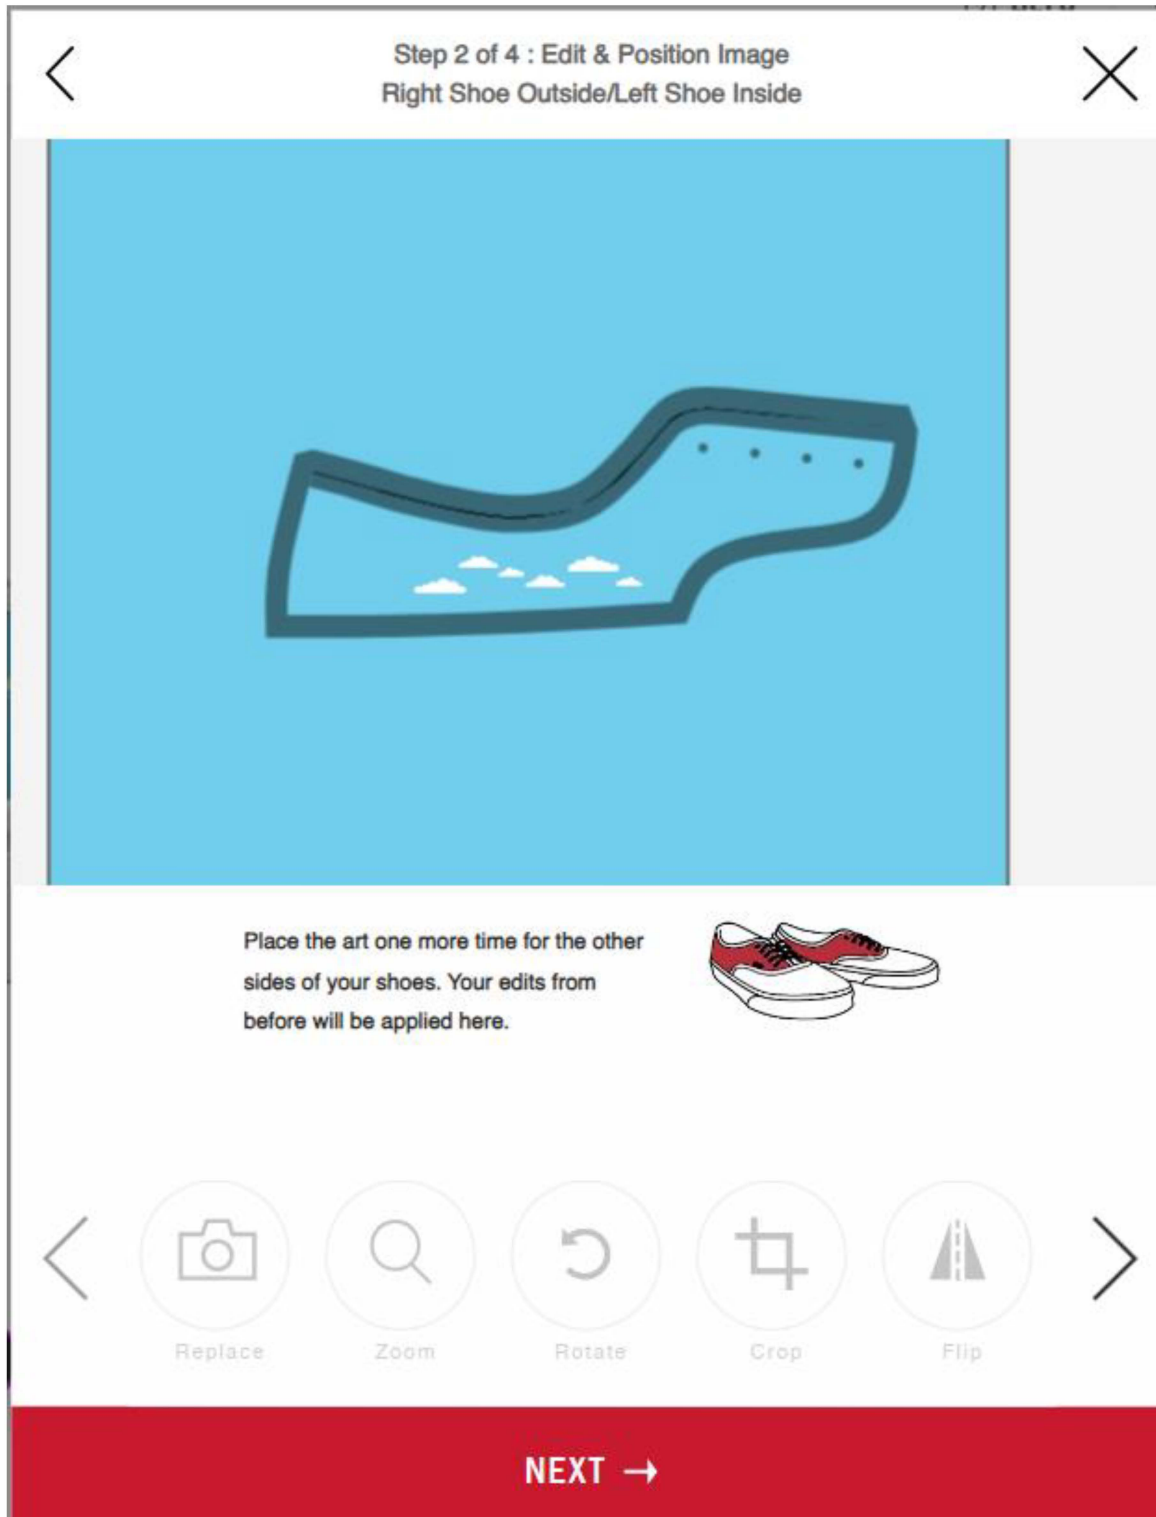 Step 2 of 4 : Edit & Position Image
Right Shoe Outside/Left Shoe Inside
Place the art one more time for the other
sides of your shoes. Your edits from
before will be applied here.
Replace
Zoom
Rotate
Crop
Flip
NEXT →